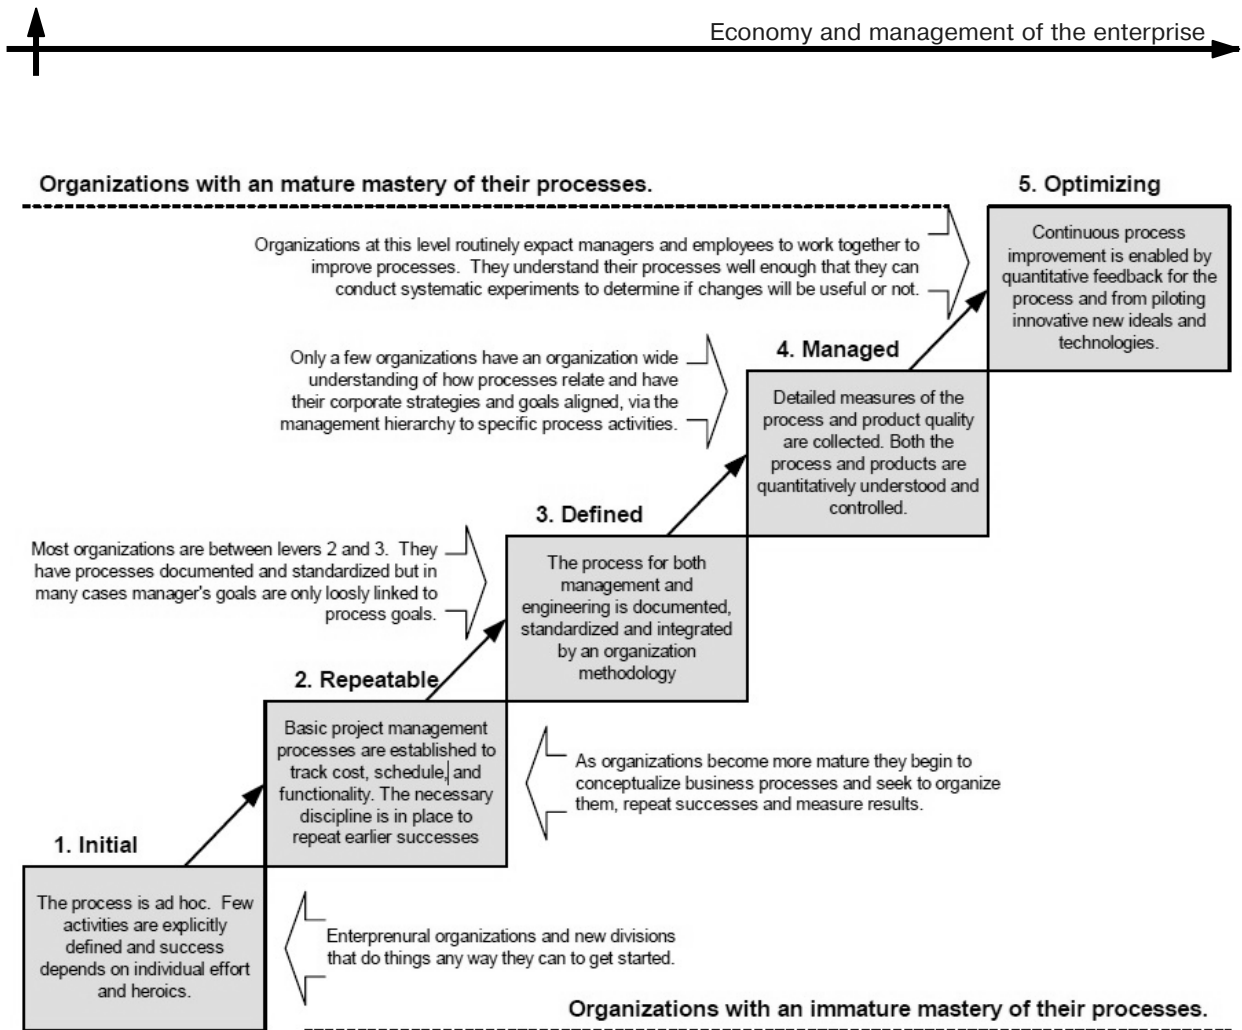 Economy and management of the enterprise
Organizations with an mature mastery of their processes.
5. Optimizing
Organizations at this level routinely expact managers and employees to work together to
improve processes. They understand their processes well enough that they can
conduct systematic experiments to determine if changes will be useful or not.
Continuous process
improvement is enabled by
quantitative feedback for the
process and from piloting
innovative new ideals and
technologies.
4. Managed
Only a few organizations have an organization wide
understanding of how processes relate and have
their corporate strategies and goals aligned, via the
management hierarchy to specific process activities.
Detailed measures of the
process and product quality
are collected. Both the
process and products are
quantitatively understood and
controlled.
3. Defined
Most organizations are between levers 2 and 3. They
have processes documented and standardized but in
many cases manager's goals are only loosly linked to
process goals.
The process for both
management and
engineering is documented,
standardized and integrated
by an organization
methodology
2. Repeatable
Basic project management
processes are established to
track cost, schedule, and
functionality. The necessary
discipline is in place to
repeat earlier successes
As organizations become more mature they begin to
conceptualize business processes and seek to organize
them, repeat successes and measure results.
1. Initial
The process is ad hoc. Few
activities are explicitly
defined and success
depends on individual effort
and heroics.
Enterprenural organizations and new divisions
that do things any way they can to get started.
Organizations with an immature mastery of their processes.